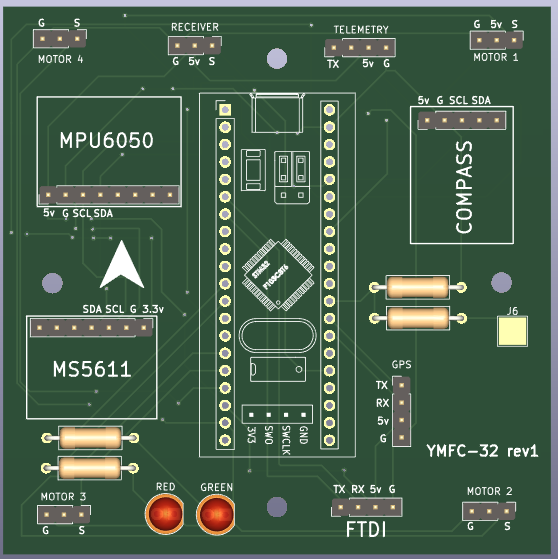 G S
MOTOR 4
RECEIVER
G 5v S
TELEMETRY
TX 5v G
G 5v S
MOTOR 1
MPU6050
5v G SCL SDA
5v G SCL SDA
COMPASS
STM32
F103C8T6
SDA SCL G 3.3v
MS5611
J6
GPS
TX
RX
5v
G
3V3
SWO
SWCLK
GND
YMFC-32 rev1
MOTOR 3
G S
RED
GREEN
TX RX 5v G
FTDI
MOTOR 2
G S